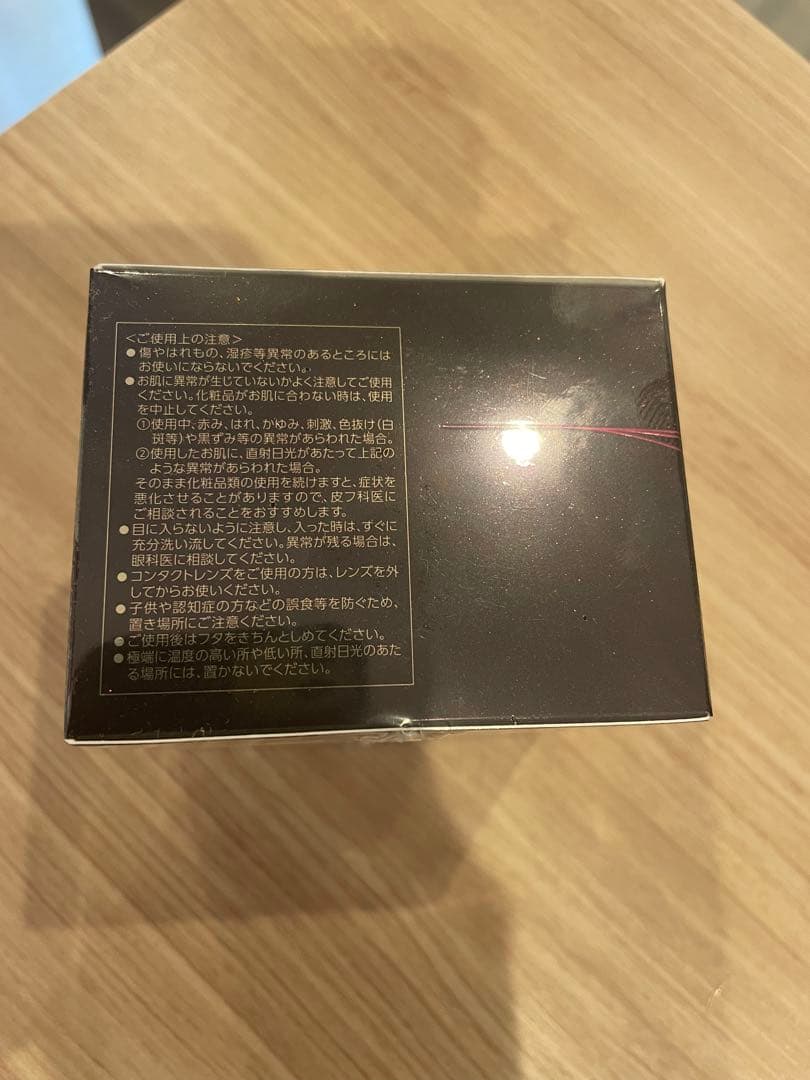 <ご使用上の注意>
●傷やはれもの、湿疹等異常のあるところには
お使いにならないでください。
●お肌に異常が生じていないかよく注意してご使用
ください。化粧品がお肌に合わない時は、使用
を中止してください。
①使用中、赤み、はれ、かゆみ、刺激、色抜け(白
斑等)や黒ずみ等の異常があらわれた場合。
②使用したお肌に、直射日光があたって上記の
ような異常があらわれた場合。
そのまま化粧品類の使用を続けますと、症状を
悪化させることがありますので、皮フ科医に
ご相談されることをおすすめします。
●目に入らないように注意し、入った時は、すぐに
充分洗い流してください。異常が残る場合は、
眼科医に相談してください。
●コンタクトレンズをご使用の方は、レンズを外
してからお使いください。
●子供や認知症の方などの誤食等を防ぐため、
置き場所にご注意ください。
●ご使用後はフタをきちんとしめてください。
●極端に温度の高い所や低い所、直射日光のあた
る場所には、置かないでください。